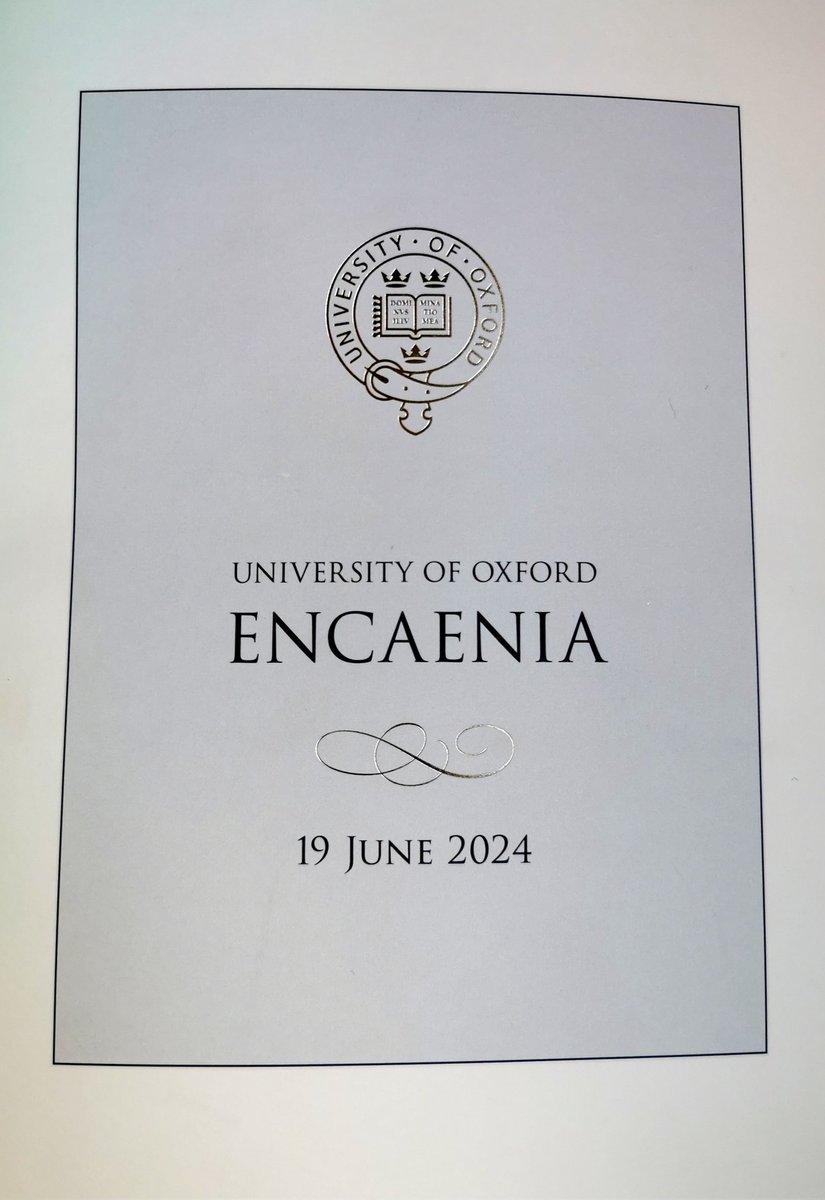 UNIVERSITY · OF · OXFORD
DOMI MINA
NVS TIO
ILLV MEA
UNIVERSITY OF OXFORD
ENCAENIA
19 JUNE 2024